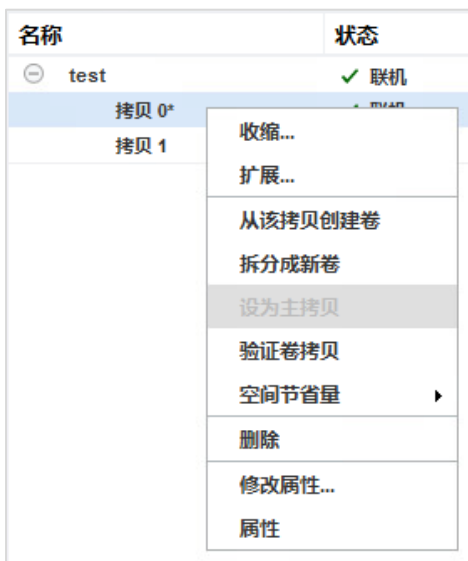 名称 状态
test ✓ 联机
拷贝 0*
拷贝 1
收缩...
扩展...
从该拷贝创建卷
拆分成新卷
设为主拷贝
验证卷拷贝
空间节省量
删除
修改属性...
属性